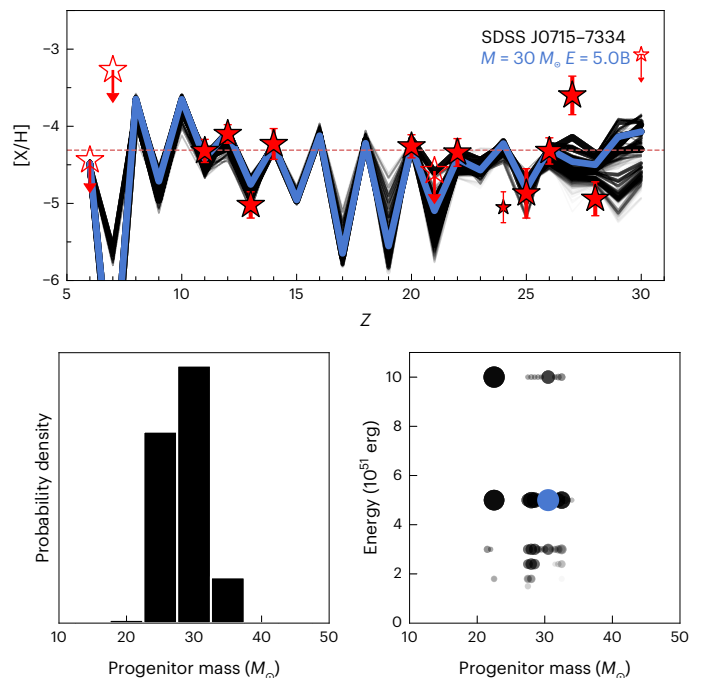 SDSS J0715–7334
M = 30 M☉ E = 5.0B
[X/H]
−3
−4
−5
−6
5 10 15 20 25 30
Z
Probability density
10 20 30 40 50
Progenitor mass (M☉)
Energy (10⁵¹ erg)
10
8
6
4
2
0
10 20 30 40 50
Progenitor mass (M☉)